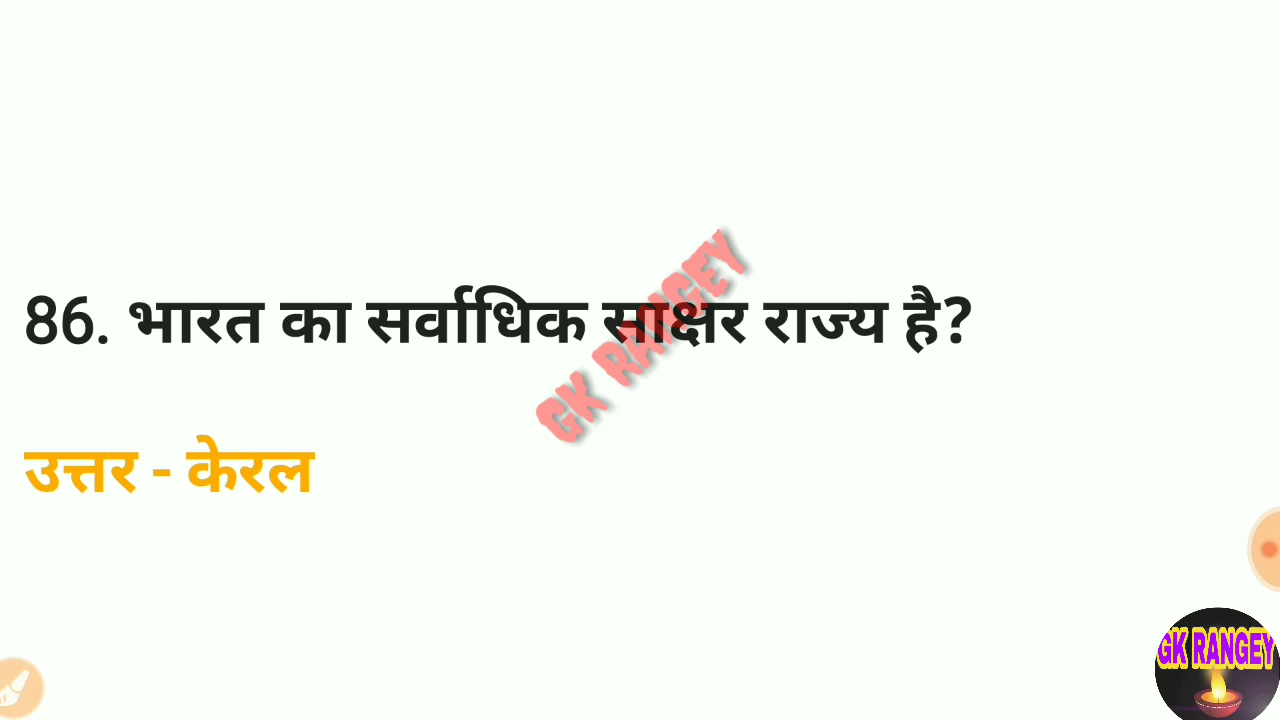 86. भारत का सर्वाधिक साक्षर राज्य है?
GK RANGEY
उत्तर - केरल
GK RANGEY